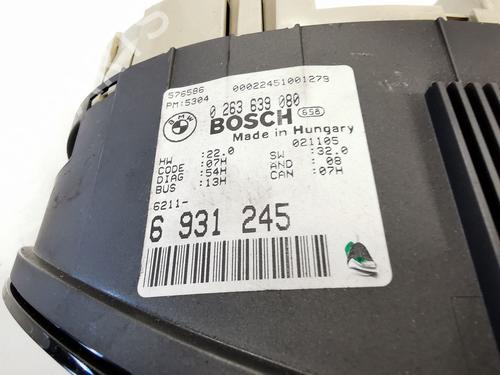 576586 00022451001279
PM:5304 0 263 639 080
BMW BOSCH 658
Made in Hungary
021105
HW :22.0 SW :32.0
CODE :07H AND : 08
DIAG :54H CAN :07H
BUS :13H
6211-
6 931 245